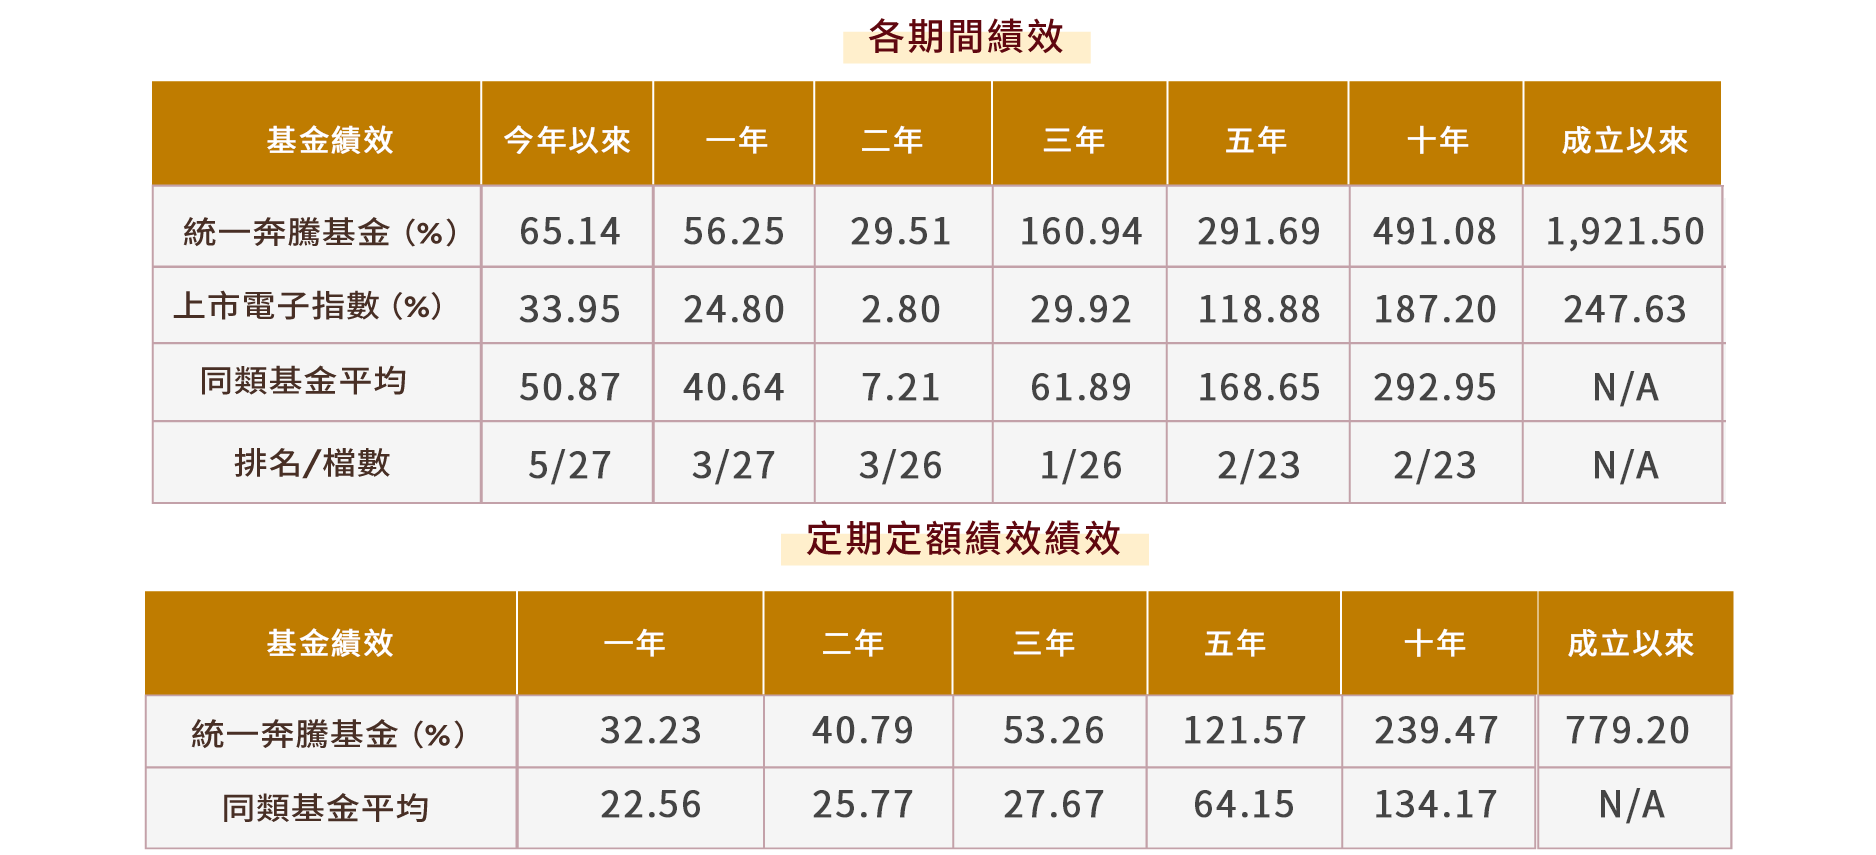 各期間績效
基金績效 今年以來 一年 二年 三年 五年 十年 成立以來
統一奔騰基金(%) 65.14 56.25 29.51 160.94 291.69 491.08 1,921.50
上市電子指數(%) 33.95 24.80 2.80 29.92 118.88 187.20 247.63
同類基金平均 50.87 40.64 7.21 61.89 168.65 292.95 N/A
排名/檔數 5/27 3/27 3/26 1/26 2/23 2/23 N/A
定期定額績效績效
基金績效 一年 二年 三年 五年 十年 成立以來
統一奔騰基金(%) 32.23 40.79 53.26 121.57 239.47 779.20
同類基金平均 22.56 25.77 27.67 64.15 134.17 N/A